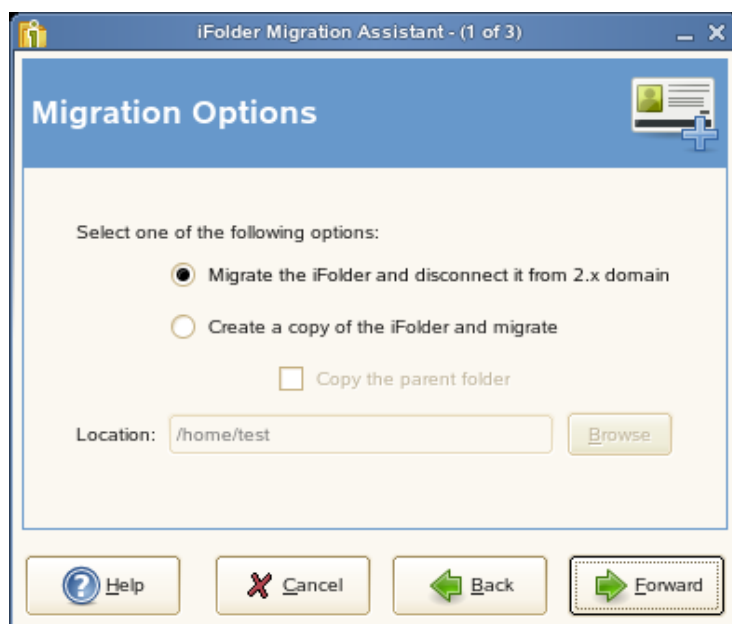 iFolder Migration Assistant - (1 of 3)
Migration Options
Select one of the following options:
Migrate the iFolder and disconnect it from 2.x domain
Create a copy of the iFolder and migrate
Copy the parent folder
Location: /home/test Browse
Help Cancel Back Forward